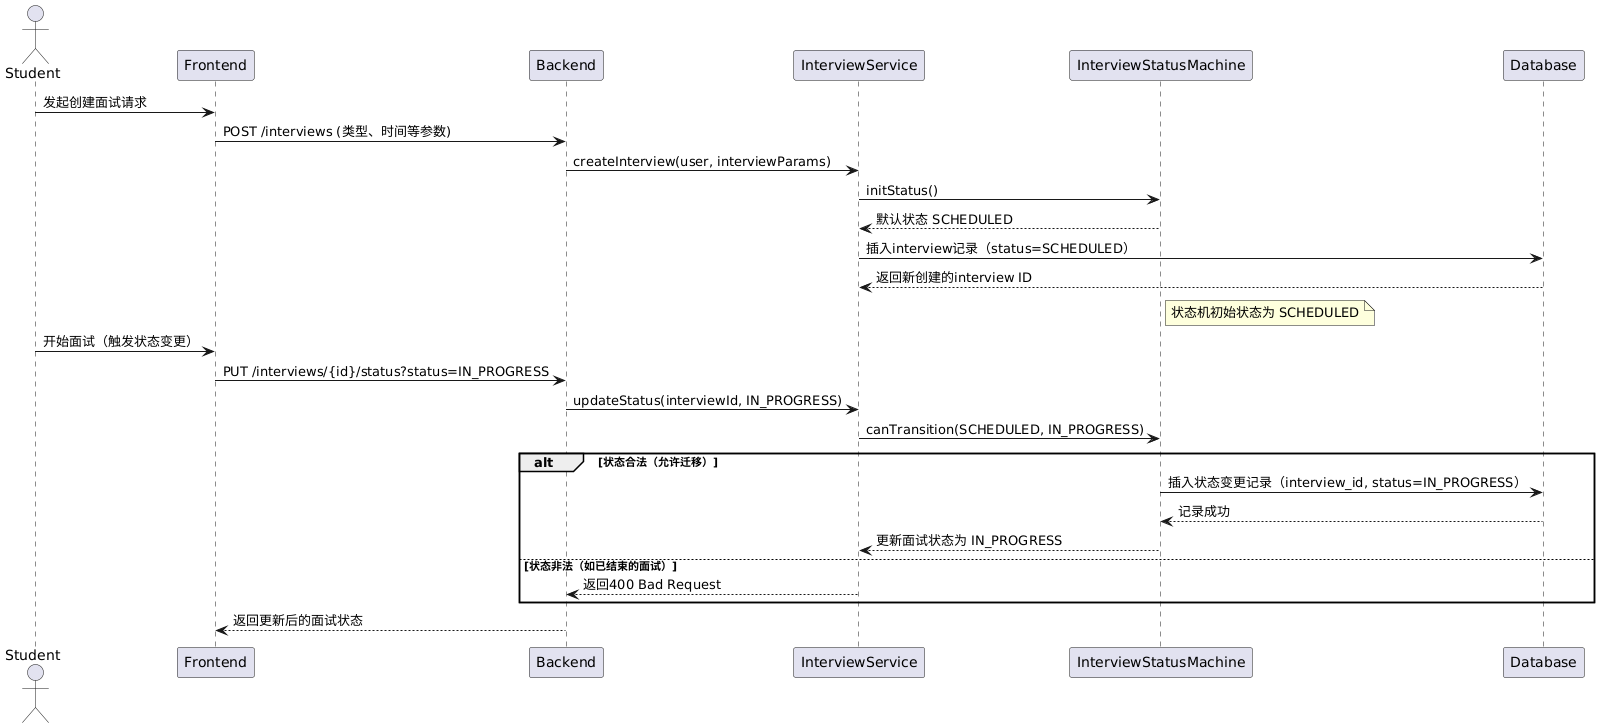 Student
Frontend
Backend
InterviewService
InterviewStatusMachine
Database
发起创建面试请求
POST /interviews (类型、时间等参数)
createInterview(user, interviewParams)
initStatus()
默认状态 SCHEDULED
插入interview记录（status=SCHEDULED）
返回新创建的interview ID
状态机初始状态为 SCHEDULED
开始面试（触发状态变更）
PUT /interviews/{id}/status?status=IN_PROGRESS
updateStatus(interviewId, IN_PROGRESS)
canTransition(SCHEDULED, IN_PROGRESS)
alt
[状态合法（允许迁移）]
插入状态变更记录（interview_id, status=IN_PROGRESS）
记录成功
更新面试状态为 IN_PROGRESS
[状态非法（如已结束的面试）]
返回400 Bad Request
返回更新后的面试状态
Student
Frontend
Backend
InterviewService
InterviewStatusMachine
Database